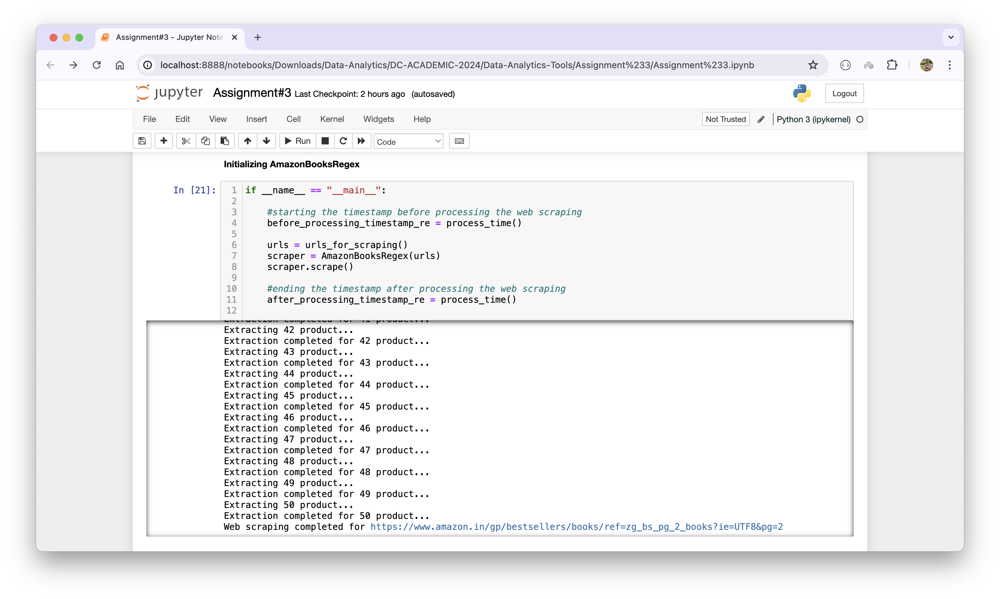 Assignment#3 - Jupyter Note
localhost:8888/notebooks/Downloads/Data-Analytics/DC-ACADEMIC-2024/Data-Analytics-Tools/Assignment%233/Assignment%233.ipynb
jupyter Assignment#3 Last Checkpoint: 2 hours ago (autosaved)
Logout
File Edit View Insert Cell Kernel Widgets Help
Not Trusted Python 3 (ipykernel)
Run Code
Initializing AmazonBooksRegex
In [21]:
1 if __name__ == "__main__":
2
3 #starting the timestamp before processing the web scraping
4 before_processing_timestamp_re = process_time()
5
6 urls = urls_for_scraping()
7 scraper = AmazonBooksRegex(urls)
8 scraper.scrape()
9
10 #ending the timestamp after processing the web scraping
11 after_processing_timestamp_re = process_time()
12
Extraction completed for 41 product...
Extracting 42 product...
Extraction completed for 42 product...
Extracting 43 product...
Extraction completed for 43 product...
Extracting 44 product...
Extraction completed for 44 product...
Extracting 45 product...
Extraction completed for 45 product...
Extracting 46 product...
Extraction completed for 46 product...
Extracting 47 product...
Extraction completed for 47 product...
Extracting 48 product...
Extraction completed for 48 product...
Extracting 49 product...
Extraction completed for 49 product...
Extracting 50 product...
Extraction completed for 50 product...
Web scraping completed for https://www.amazon.in/gp/bestsellers/books/ref=zg_bs_pg_2_books?ie=UTF8&pg=2